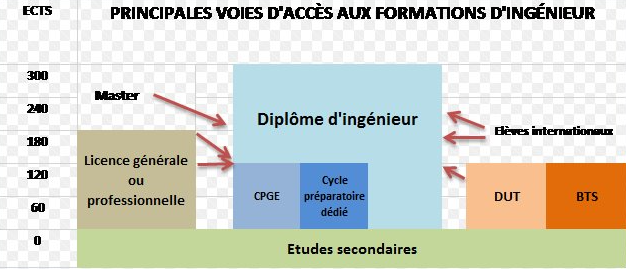 ECTS
PRINCIPALES VOIES D'ACCÈS AUX FORMATIONS D'INGÉNIEUR
300
240
180
120
60
0
Master
Diplôme d'ingénieur
Elèves internationaux
Licence générale
ou
professionnelle
CPGE
Cycle
préparatoire
dédié
DUT
BTS
Etudes secondaires